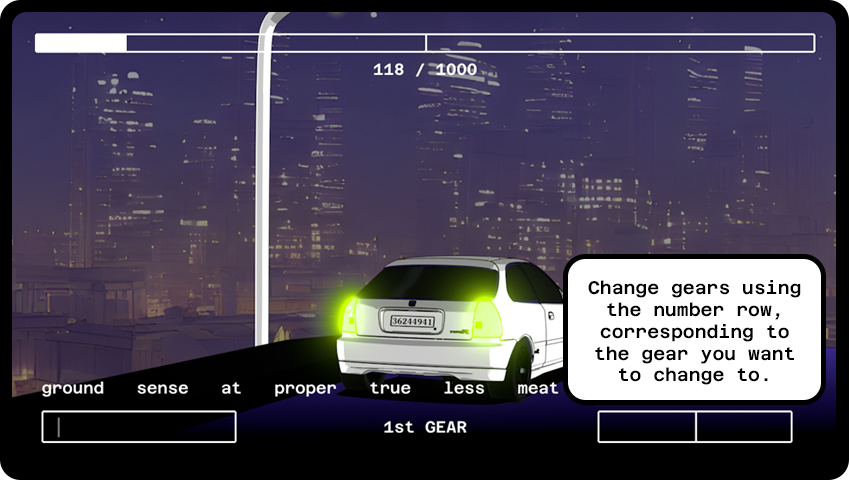 118 / 1000
36244941
ground sense at proper true less meat
Change gears using
the number row,
corresponding to
the gear you want
to change to.
1st GEAR